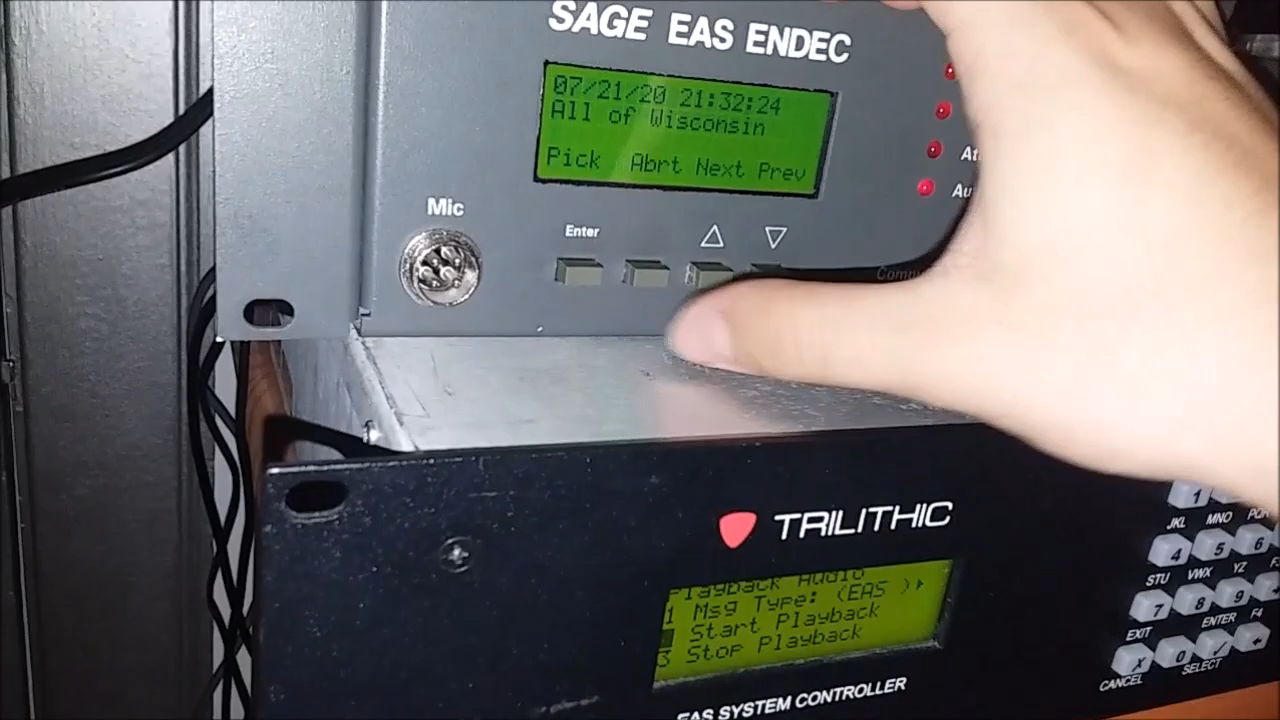 SAGE EAS ENDEC
07/21/20 21:32:24
All of Wisconsin
Pick Abrt Next Prev
Mic
Enter
TRILITHIC
Playback Audio
1 Msg Type: (EAS )
Start Playback
3 Stop Playback
EAS SYSTEM CONTROLLER
1
JKL MNO PQR
4 5 6
STU VWX YZ
7 8 9
EXIT ENTER F4
X 0
CANCEL SELECT